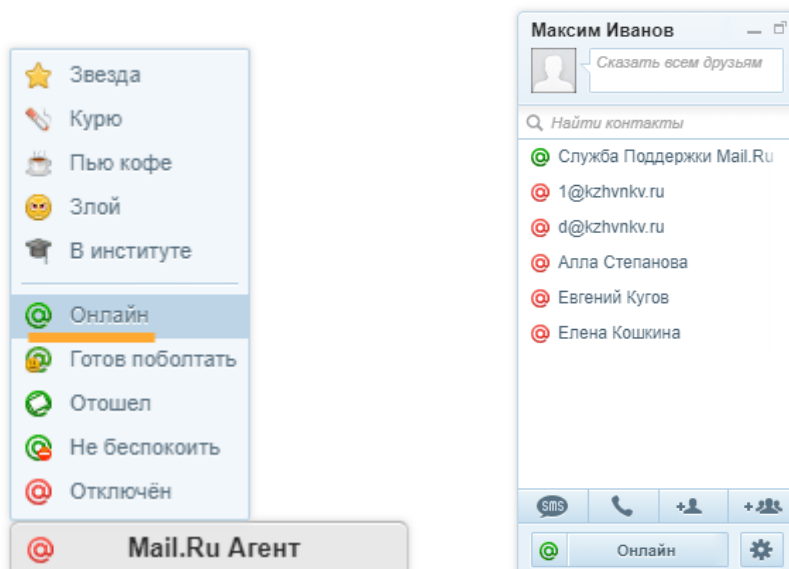 Звезда
Курю
Пью кофе
Злой
В институте
Онлайн
Готов поболтать
Отошел
Не беспокоить
Отключён
Mail.Ru Агент
Максим Иванов
Сказать всем друзьям
Найти контакты
Служба Поддержки Mail.Ru
1@kzhvnkv.ru
d@kzhvnkv.ru
Алла Степанова
Евгений Кугов
Елена Кошкина
SMS
Онлайн